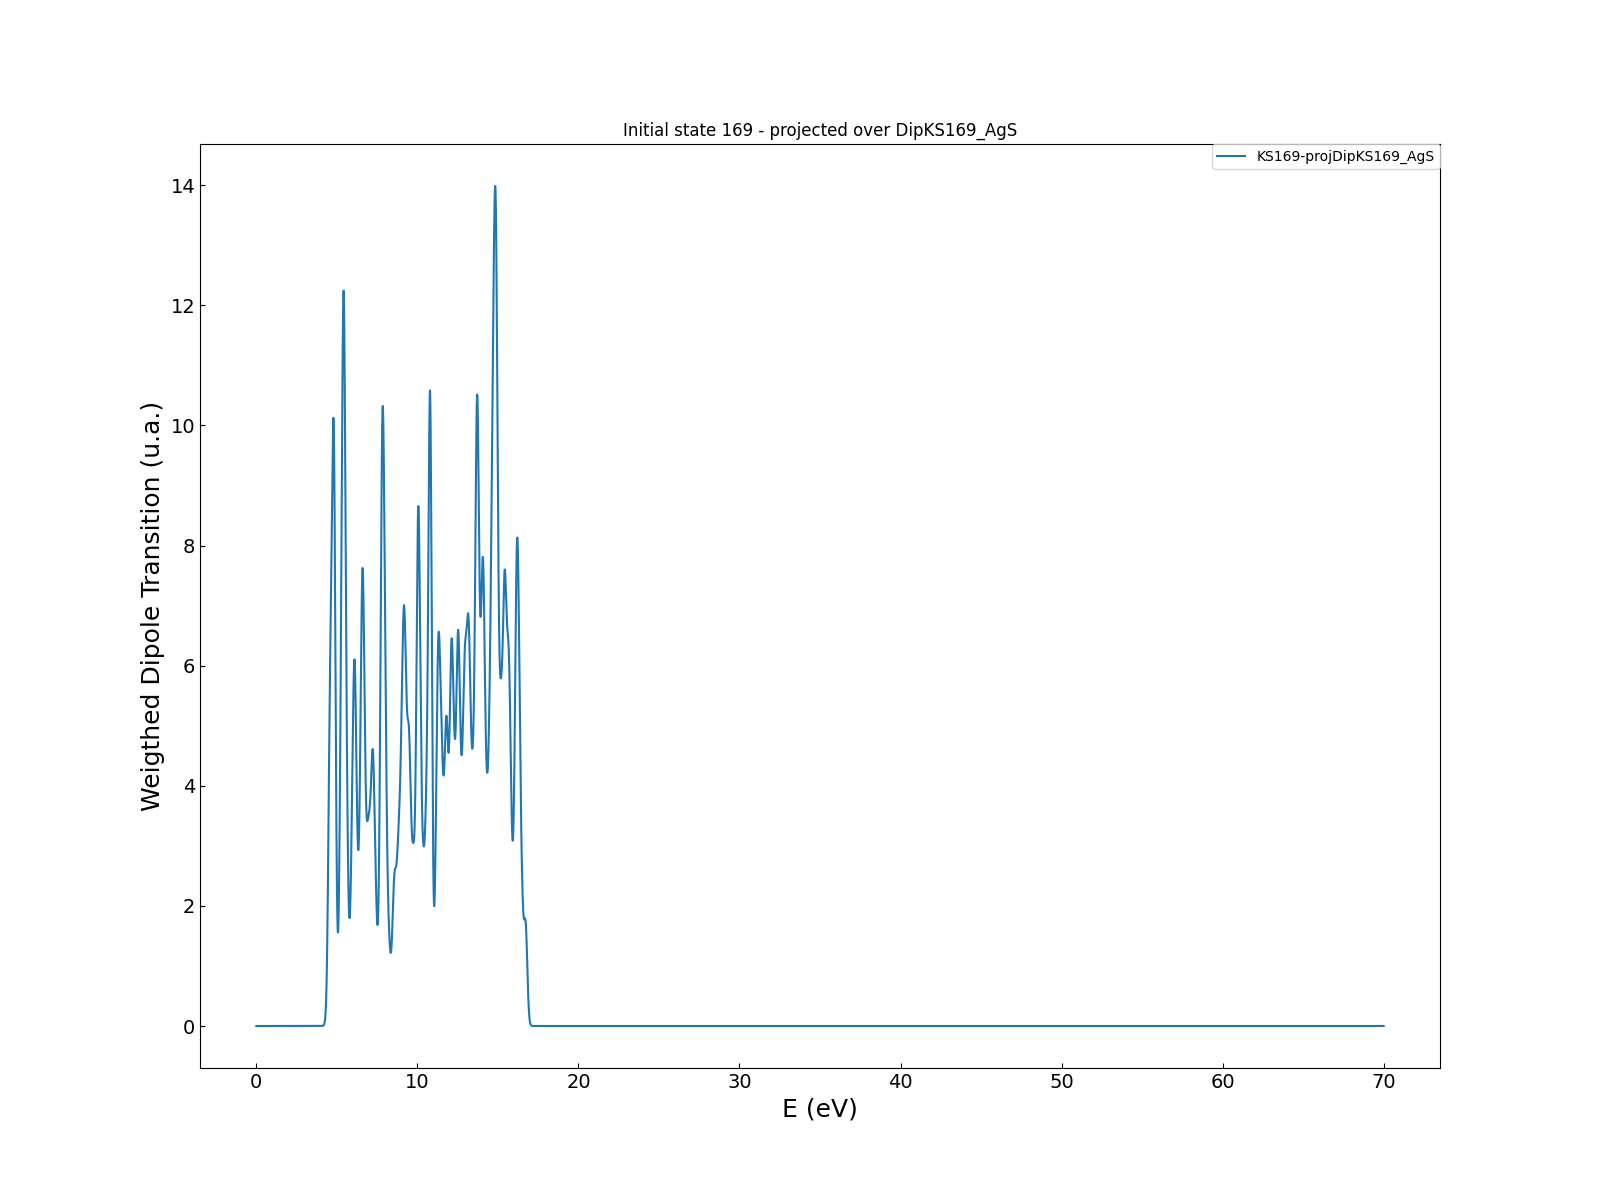 Initial state 169 - projected over DipKS169_AgS
KS169-projDipKS169_AgS
Weigthed Dipole Transition (u.a.)
14
12
10
8
6
4
2
0
0 10 20 30 40 50 60 70
E (eV)